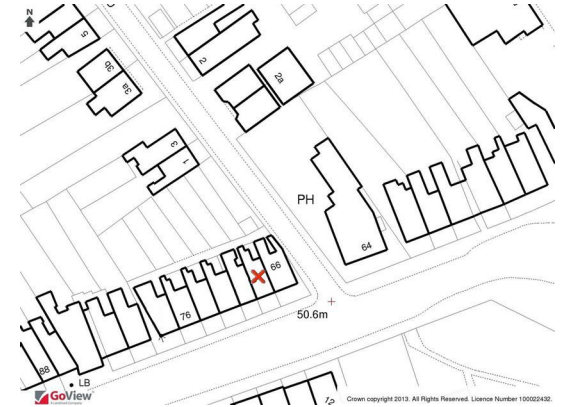 N
5
3b
3a
2
2a
3
1
PH
64
66
76
50.6m
88
LB
12
GoView
Crown copyright 2013. All Rights Reserved. Licence Number 100022432.